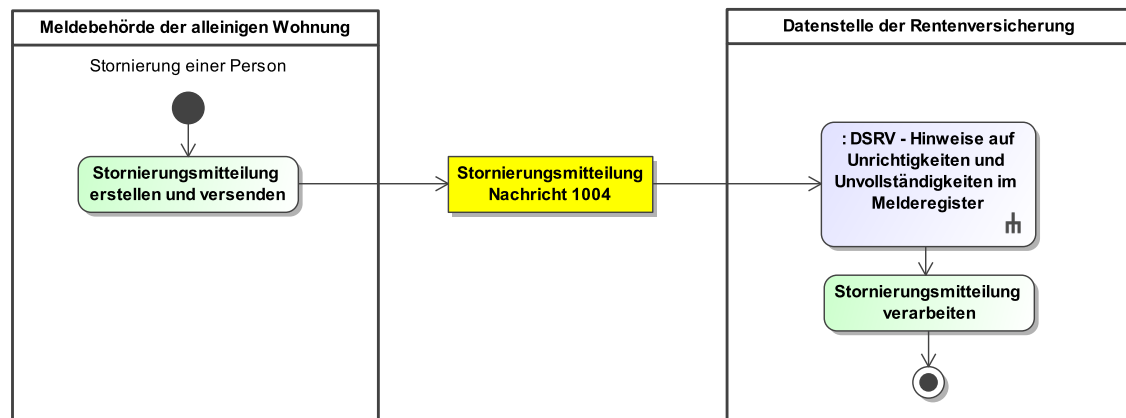 Meldebehörde der alleinigen Wohnung
Stornierung einer Person
Stornierungsmitteilung
erstellen und versenden
Stornierungsmitteilung
Nachricht 1004
Datenstelle der Rentenversicherung
: DSRV - Hinweise auf
Unrichtigkeiten und
Unvollständigkeiten im
Melderegister
Stornierungsmitteilung
verarbeiten